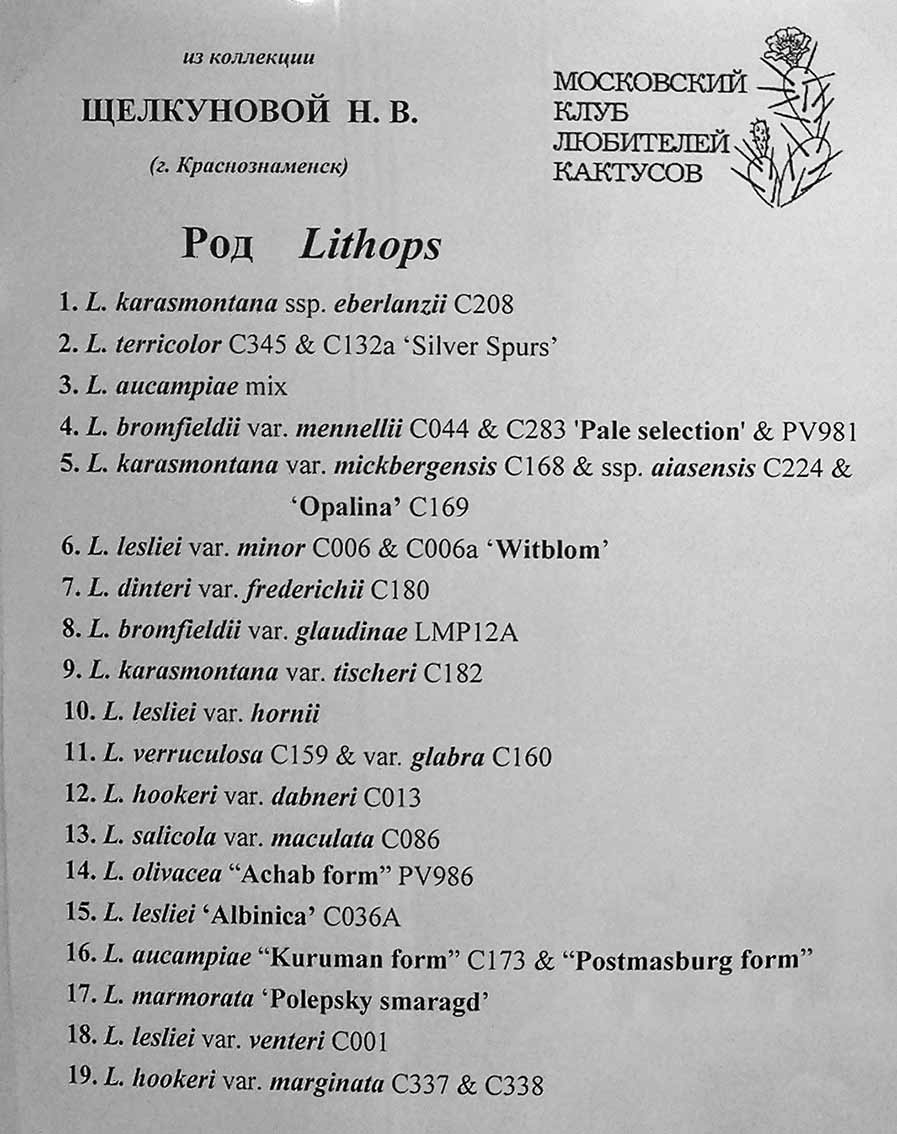 из коллекции
ЩЕЛКУНОВОЙ Н. В.
(г. Краснознаменск)
МОСКОВСКИЙ
КЛУБ
ЛЮБИТЕЛЕЙ
КАКТУСОВ
Род Lithops
1. L. karasmontana ssp. eberlanzii C208
2. L. terricolor C345 & C132a ‘Silver Spurs’
3. L. aucampiae mix
4. L. bromfieldii var. mennellii C044 & C283 'Pale selection' & PV981
5. L. karasmontana var. mickbergensis C168 & ssp. aiasensis C224 &
‘Opalina’ C169
6. L. lesliei var. minor C006 & C006a ‘Witblom’
7. L. dinteri var. frederichii C180
8. L. bromfieldii var. glaudinae LMP12A
9. L. karasmontana var. tischeri C182
10. L. lesliei var. hornii
11. L. verruculosa C159 & var. glabra C160
12. L. hookeri var. dabneri C013
13. L. salicola var. maculata C086
14. L. olivacea “Achab form” PV986
15. L. lesliei ‘Albinica’ C036A
16. L. aucampiae “Kuruman form” C173 & “Postmasburg form”
17. L. marmorata ‘Polepsky smaragd’
18. L. lesliei var. venteri C001
19. L. hookeri var. marginata C337 & C338